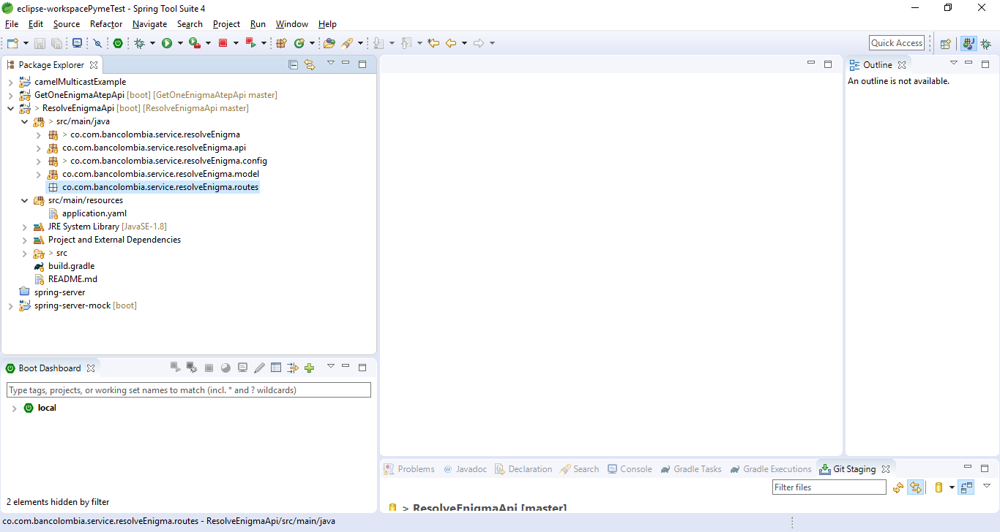 eclipse-workspacePymeTest - Spring Tool Suite 4
File Edit Source Refactor Navigate Search Project Run Window Help
Quick Access
Package Explorer
camelMulticastExample
GetOneEnigmaAtepApi [boot] [GetOneEnigmaAtepApi master]
> ResolveEnigmaApi [boot] [ResolveEnigmaApi master]
> src/main/java
> co.com.bancolombia.service.resolveEnigma
co.com.bancolombia.service.resolveEnigma.api
> co.com.bancolombia.service.resolveEnigma.config
co.com.bancolombia.service.resolveEnigma.model
co.com.bancolombia.service.resolveEnigma.routes
src/main/resources
application.yaml
JRE System Library [JavaSE-1.8]
Project and External Dependencies
> src
build.gradle
README.md
spring-server
spring-server-mock [boot]
Outline
An outline is not available.
Boot Dashboard
Type tags, projects, or working set names to match (incl. * and ? wildcards)
local
2 elements hidden by filter
Problems @ Javadoc Declaration Search Console Gradle Tasks Gradle Executions Git Staging
Filter files
> ResolveEnigmaApi [master]
co.com.bancolombia.service.resolveEnigma.routes - ResolveEnigmaApi/src/main/java